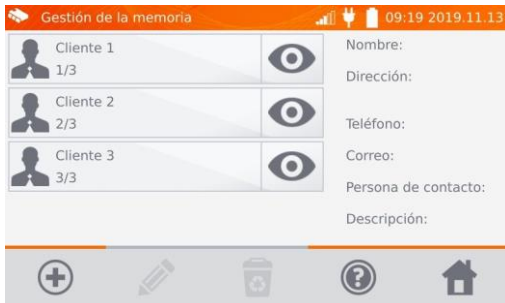 Gestión de la memoria 09:19 2019.11.13
Cliente 1
1/3
Cliente 2
2/3
Cliente 3
3/3
Nombre:
Dirección:
Teléfono:
Correo:
Persona de contacto:
Descripción: